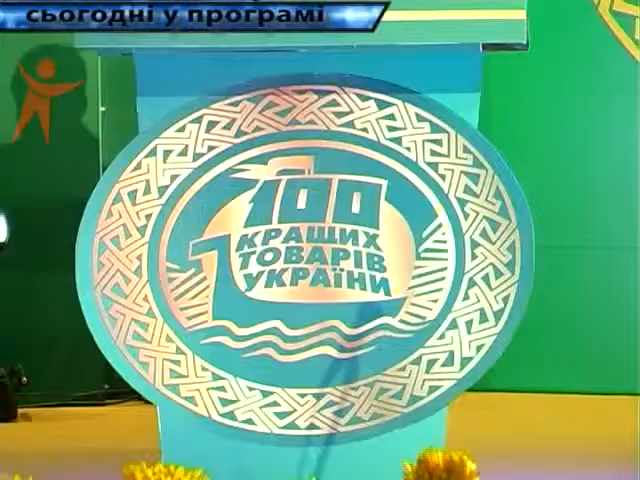 сьогодні у програмі
100
КРАЩИХ
ТОВАРІВ
УКРАЇНИ